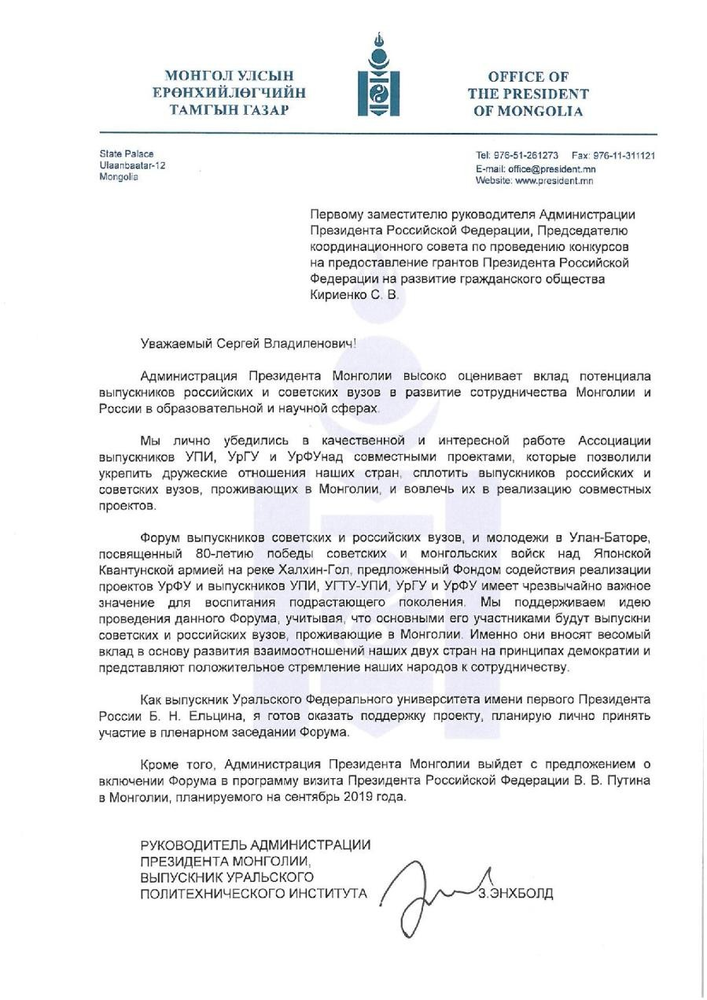 МОНГОЛ УЛСЫН
ЕРӨНХИЙЛӨГЧИЙН
ТАМГЫН ГАЗАР
OFFICE OF
THE PRESIDENT
OF MONGOLIA
State Palace
Ulaanbaatar-12
Mongolia
Tel: 976-51-261273 Fax: 976-11-311121
E-mail: office@president.mn
Website: www.president.mn
Первому заместителю руководителя Администрации
Президента Российской Федерации, Председателю
координационного совета по проведению конкурсов
на предоставление грантов Президента Российской
Федерации на развитие гражданского общества
Кириенко С. В.
Уважаемый Сергей Владиленович!
Администрация Президента Монголии высоко оценивает вклад потенциала
выпускников российских и советских вузов в развитие сотрудничества Монголии и
России в образовательной и научной сферах.
Мы лично убедились в качественной и интересной работе Ассоциации
выпускников УПИ, УрГУ и УрФУнад совместными проектами, которые позволили
укрепить дружеские отношения наших стран, сплотить выпускников российских и
советских вузов, проживающих в Монголии, и вовлечь их в реализацию совместных
проектов.
Форум выпускников советских и российских вузов, и молодежи в Улан-Баторе,
посвященный 80-летию победы советских и монгольских войск над Японской
Квантунской армией на реке Халхин-Гол, предложенный Фондом содействия реализации
проектов УрФУ и выпускников УПИ, УГТУ-УПИ, УрГУ и УрФУ имеет чрезвычайно важное
значение для воспитания подрастающего поколения. Мы поддерживаем идею
проведения данного Форума, учитывая, что основными его участниками будут выпускни
советских и российских вузов, проживающие в Монголии. Именно они вносят весомый
вклад в основу развития взаимоотношений наших двух стран на принципах демократии и
представляют положительное стремление наших народов к сотрудничеству.
Как выпускник Уральского Федерального университета имени первого Президента
России Б. Н. Ельцина, я готов оказать поддержку проекту, планирую лично принять
участие в пленарном заседании Форума.
Кроме того, Администрация Президента Монголии выйдет с предложением о
включении Форума в программу визита Президента Российской Федерации В. В. Путина
в Монголии, планируемого на сентябрь 2019 года.
РУКОВОДИТЕЛЬ АДМИНИСТРАЦИИ
ПРЕЗИДЕНТА МОНГОЛИИ,
ВЫПУСКНИК УРАЛЬСКОГО
ПОЛИТЕХНИЧЕСКОГО ИНСТИТУТА З.ЭНХБОЛД